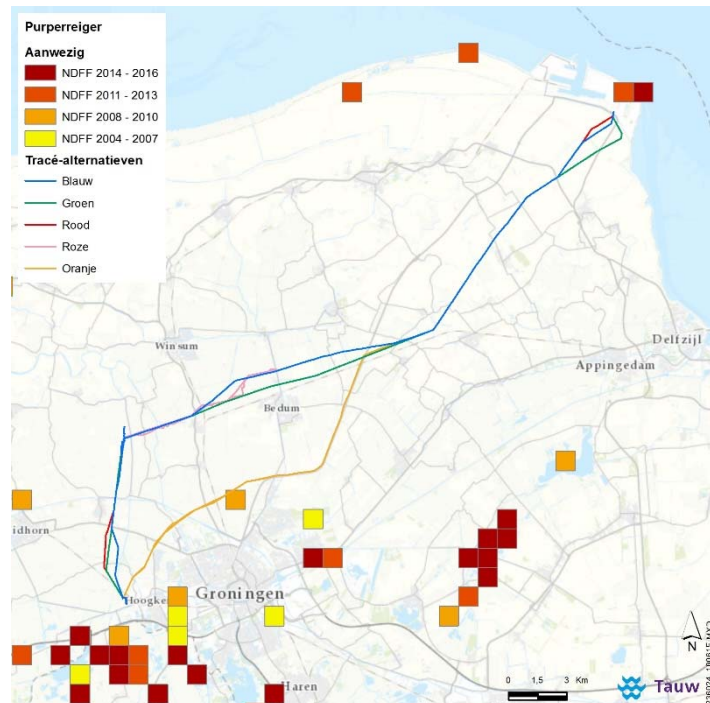 Purperreiger
Aanwezig
NDFF 2014 - 2016
NDFF 2011 - 2013
NDFF 2008 - 2010
NDFF 2004 - 2007
Tracé-alternatieven
Blauw
Groen
Rood
Roze
Oranje
Winsum
Delfzijl
Appingedam
Bedum
idhorn
Groningen
Hoogke
Haren
N
0 1,5 3 Km
Tauw